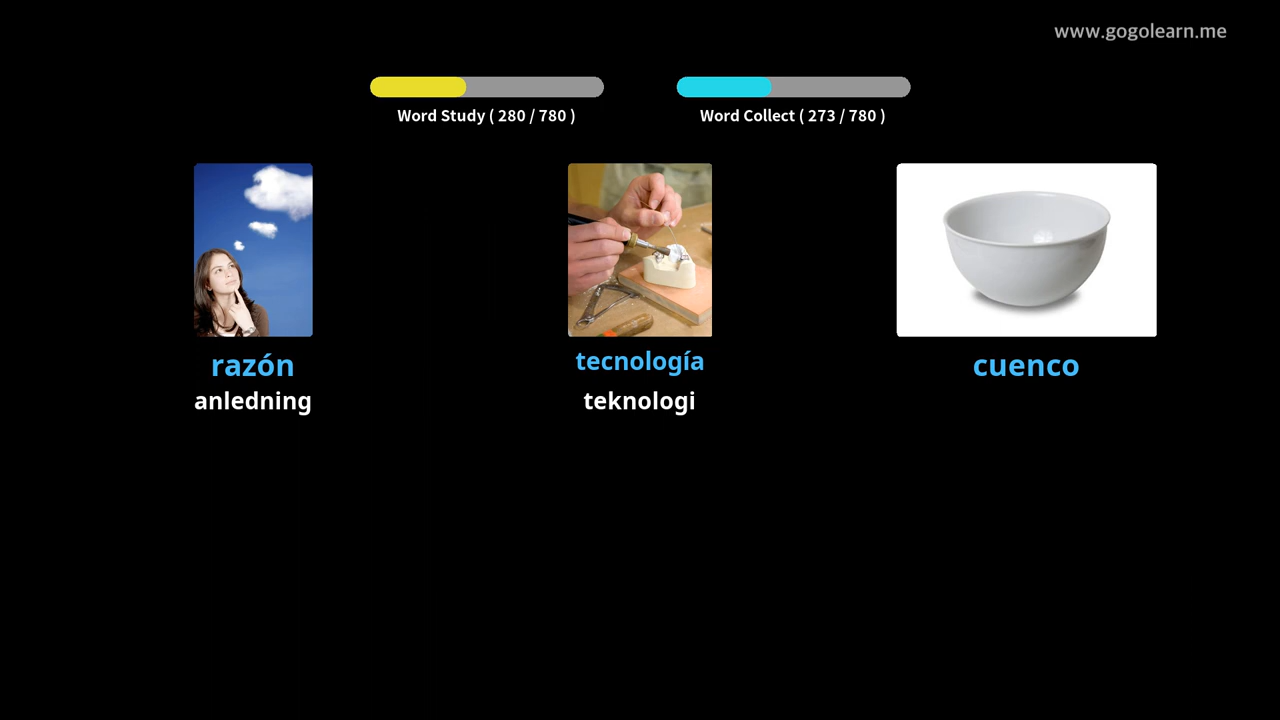 www.gogolearn.me
Word Study ( 280 / 780 )
Word Collect ( 273 / 780 )
razón
anledning
tecnología
teknologi
cuenco